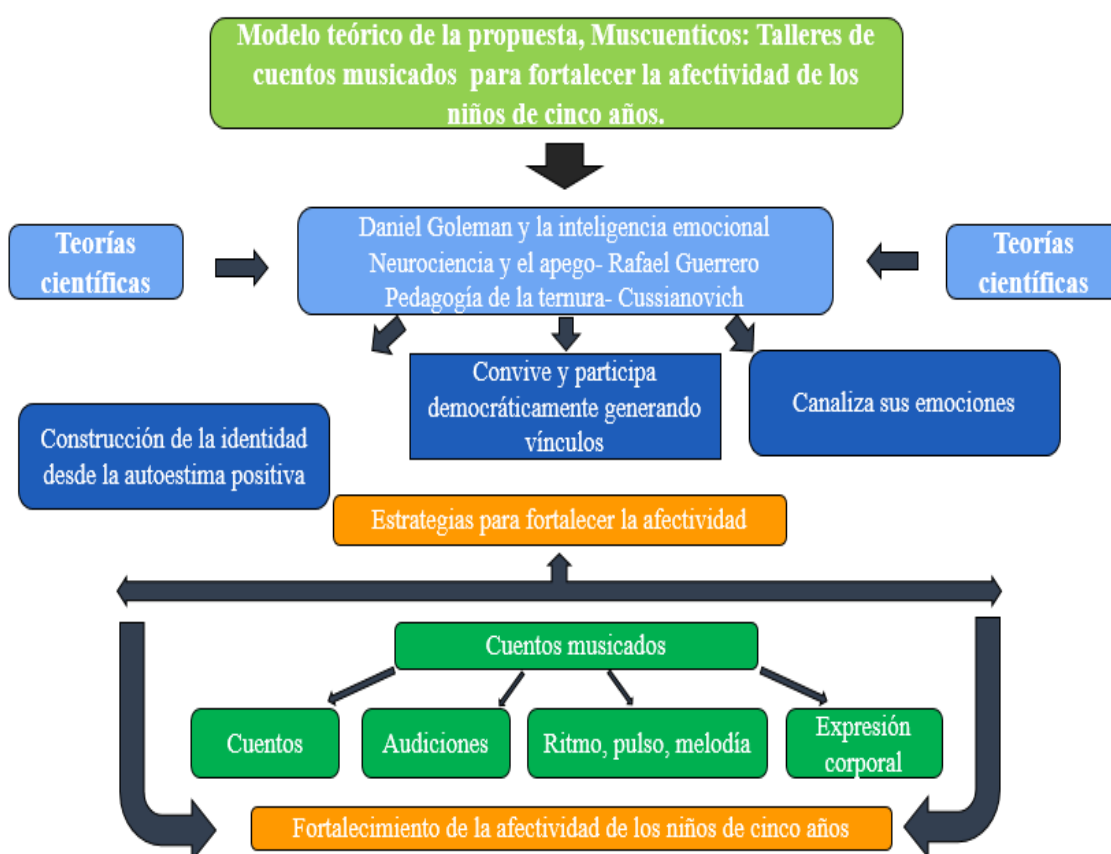 Modelo teórico de la propuesta, Muscuenticos: Talleres de
cuentos musicados para fortalecer la afectividad de los
niños de cinco años.
Teorías
científicas
Daniel Goleman y la inteligencia emocional
Neurociencia y el apego- Rafael Guerrero
Pedagogía de la ternura- Cussianovich
Teorías
científicas
Construcción de la identidad
desde la autoestima positiva
Convive y participa
democráticamente generando
vínculos
Canaliza sus emociones
Estrategias para fortalecer la afectividad
Cuentos musicados
Cuentos
Audiciones
Ritmo, pulso, melodía
Expresión
corporal
Fortalecimiento de la afectividad de los niños de cinco años